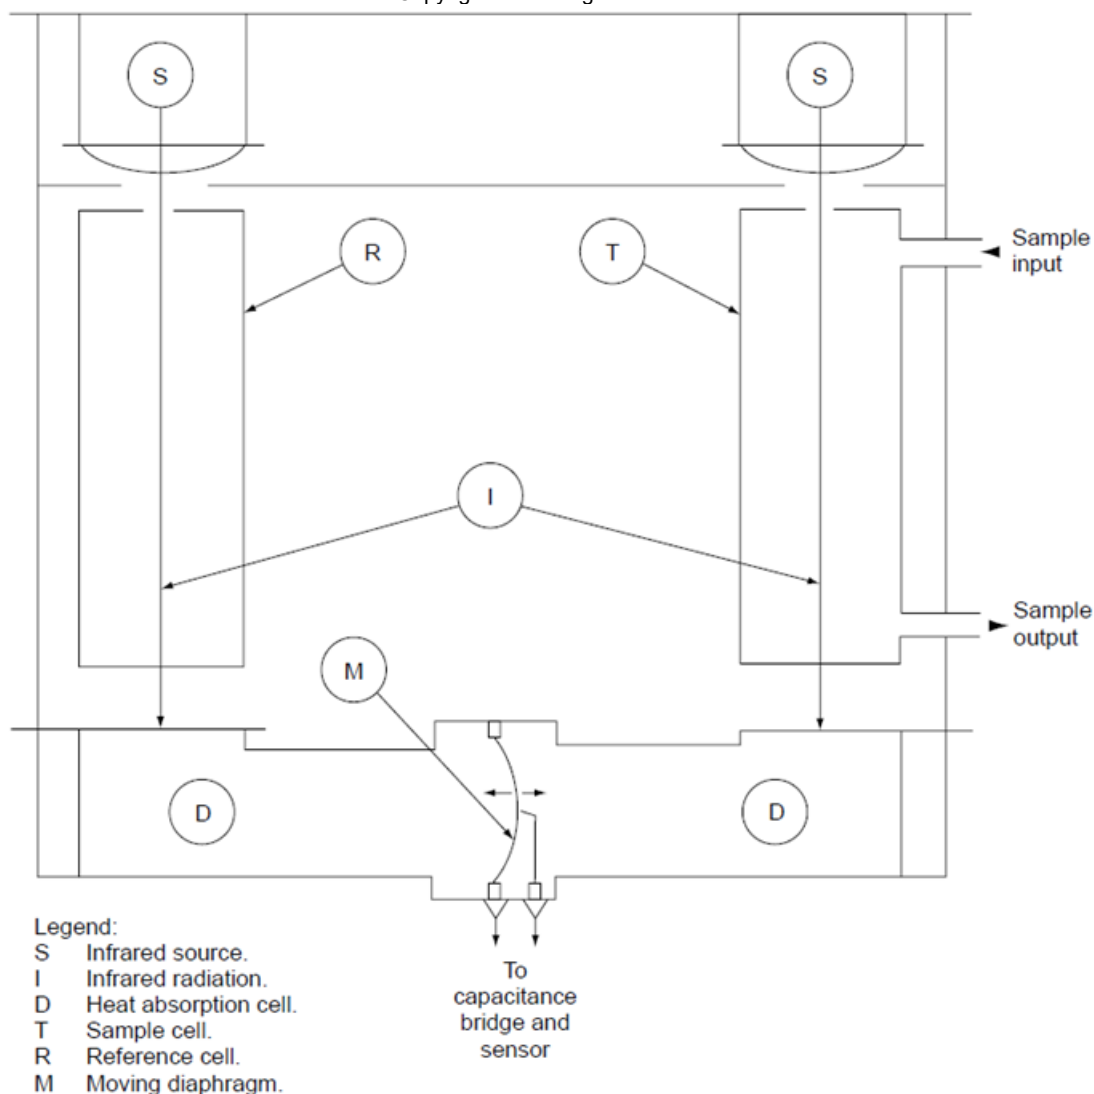 S
S
R
T
Sample
input
I
Sample
output
M
D
D
To
capacitance
bridge and
sensor
Legend:
S Infrared source.
I Infrared radiation.
D Heat absorption cell.
T Sample cell.
R Reference cell.
M Moving diaphragm.